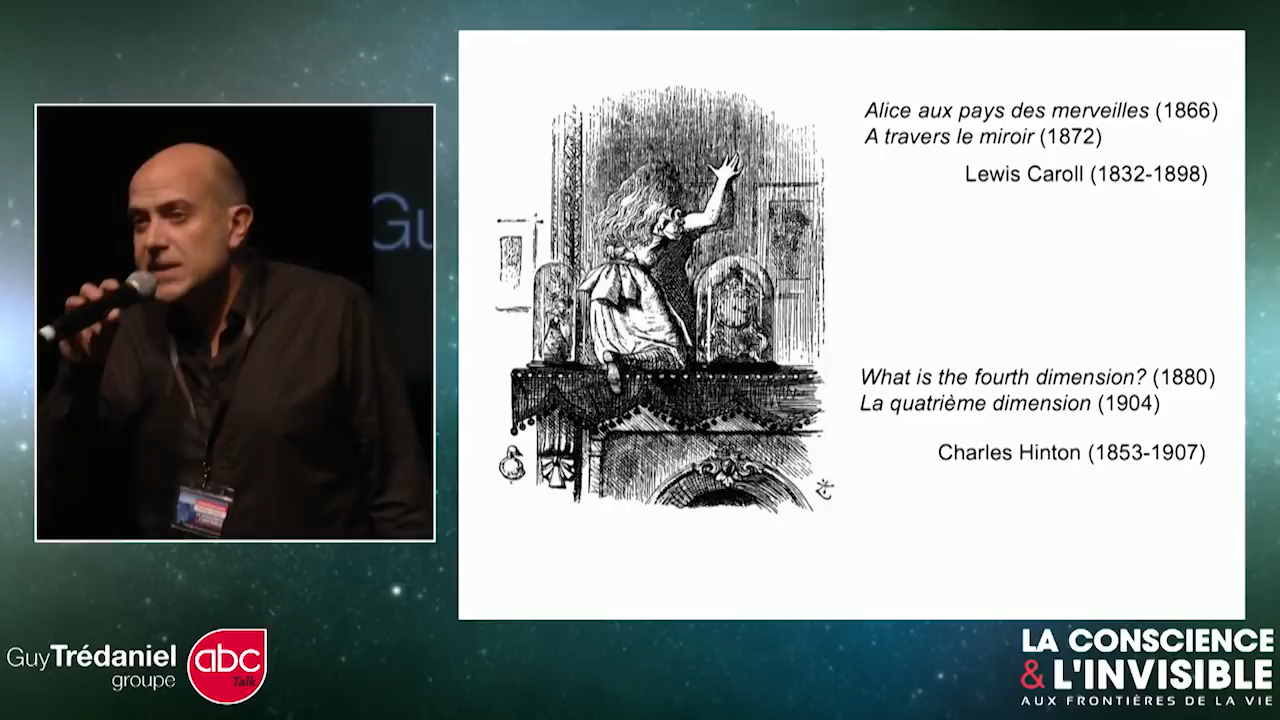 Alice aux pays des merveilles (1866)
A travers le miroir (1872)
Lewis Caroll (1832-1898)
Gu
What is the fourth dimension? (1880)
La quatrième dimension (1904)
Charles Hinton (1853-1907)
GuyTrédaniel
groupe
abc
Talk
LA CONSCIENCE
& L'INVISIBLE
AUX FRONTIÈRES DE LA VIE